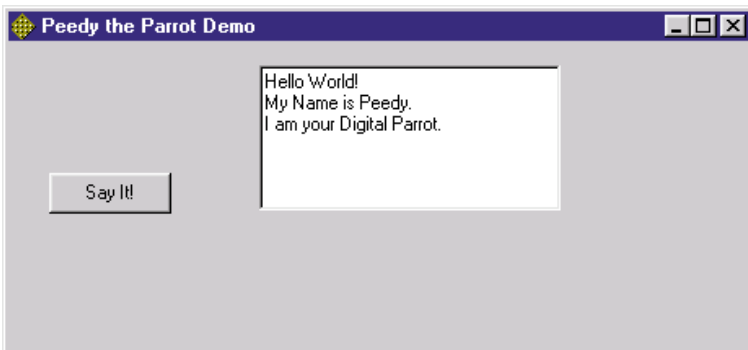 Peedy the Parrot Demo
Hello World!
My Name is Peedy.
I am your Digital Parrot.
Say It!